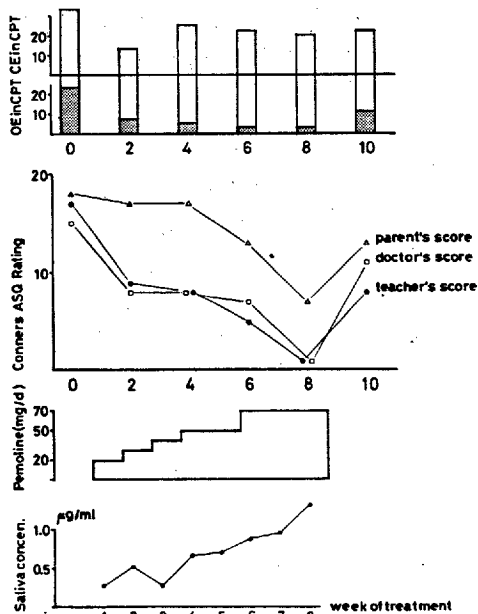 OEinCPT CEinCPT
20
10
20
10
0 2 4 6 8 10
Conners ASQ Rating
20
10
parent's score
doctor's score
teacher's score
0 2 4 6 8 10
Pemoline(mg/d)
70
50
20
Saliva concen.
μg/ml
1.0
0.5
week of treatment